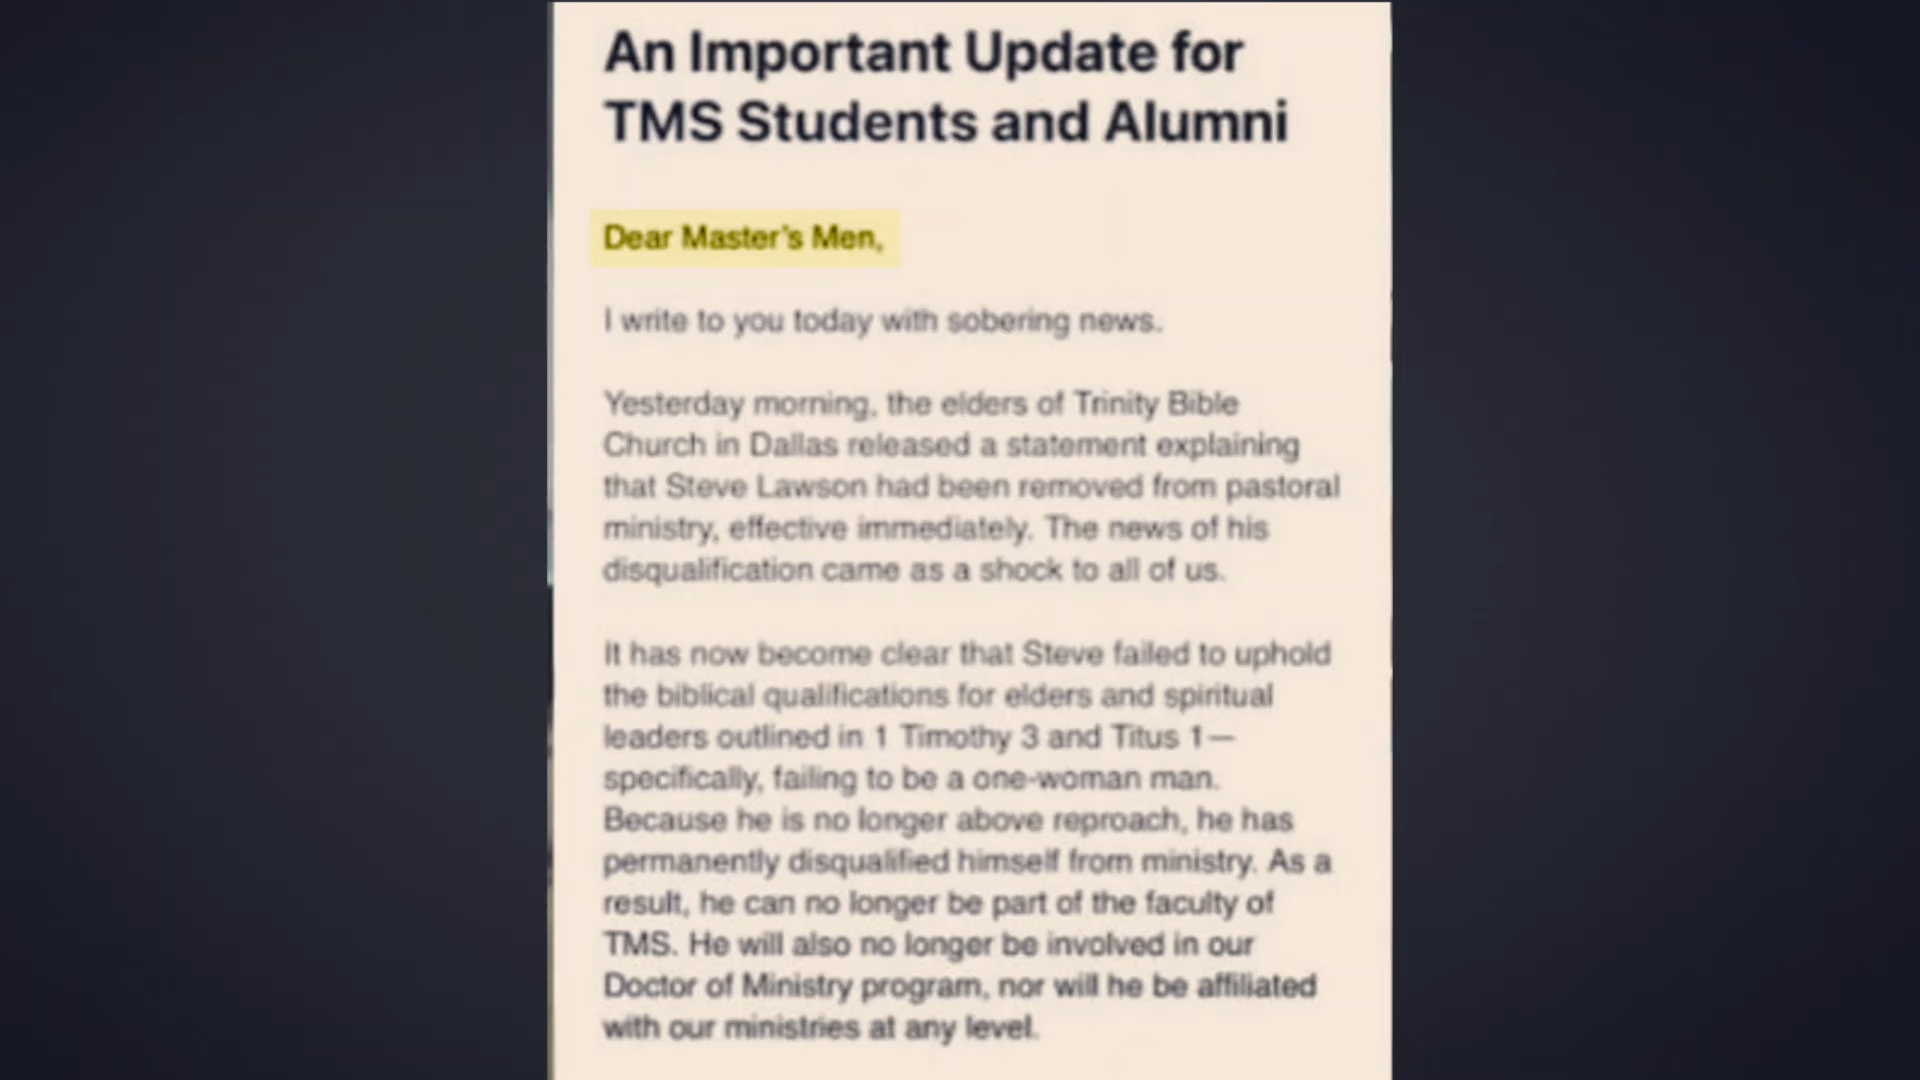 An Important Update for
TMS Students and Alumni
Dear Master's Men,
I write to you today with sobering news.
Yesterday morning, the elders of Trinity Bible
Church in Dallas released a statement explaining
that Steve Lawson had been removed from pastoral
ministry, effective immediately. The news of his
disqualification came as a shock to all of us.
It has now become clear that Steve failed to uphold
the biblical qualifications for elders and spiritual
leaders outlined in 1 Timothy 3 and Titus 1—
specifically, failing to be a one-woman man.
Because he is no longer above reproach, he has
permanently disqualified himself from ministry. As a
result, he can no longer be part of the faculty of
TMS. He will also no longer be involved in our
Doctor of Ministry program, nor will he be affiliated
with our ministries at any level.